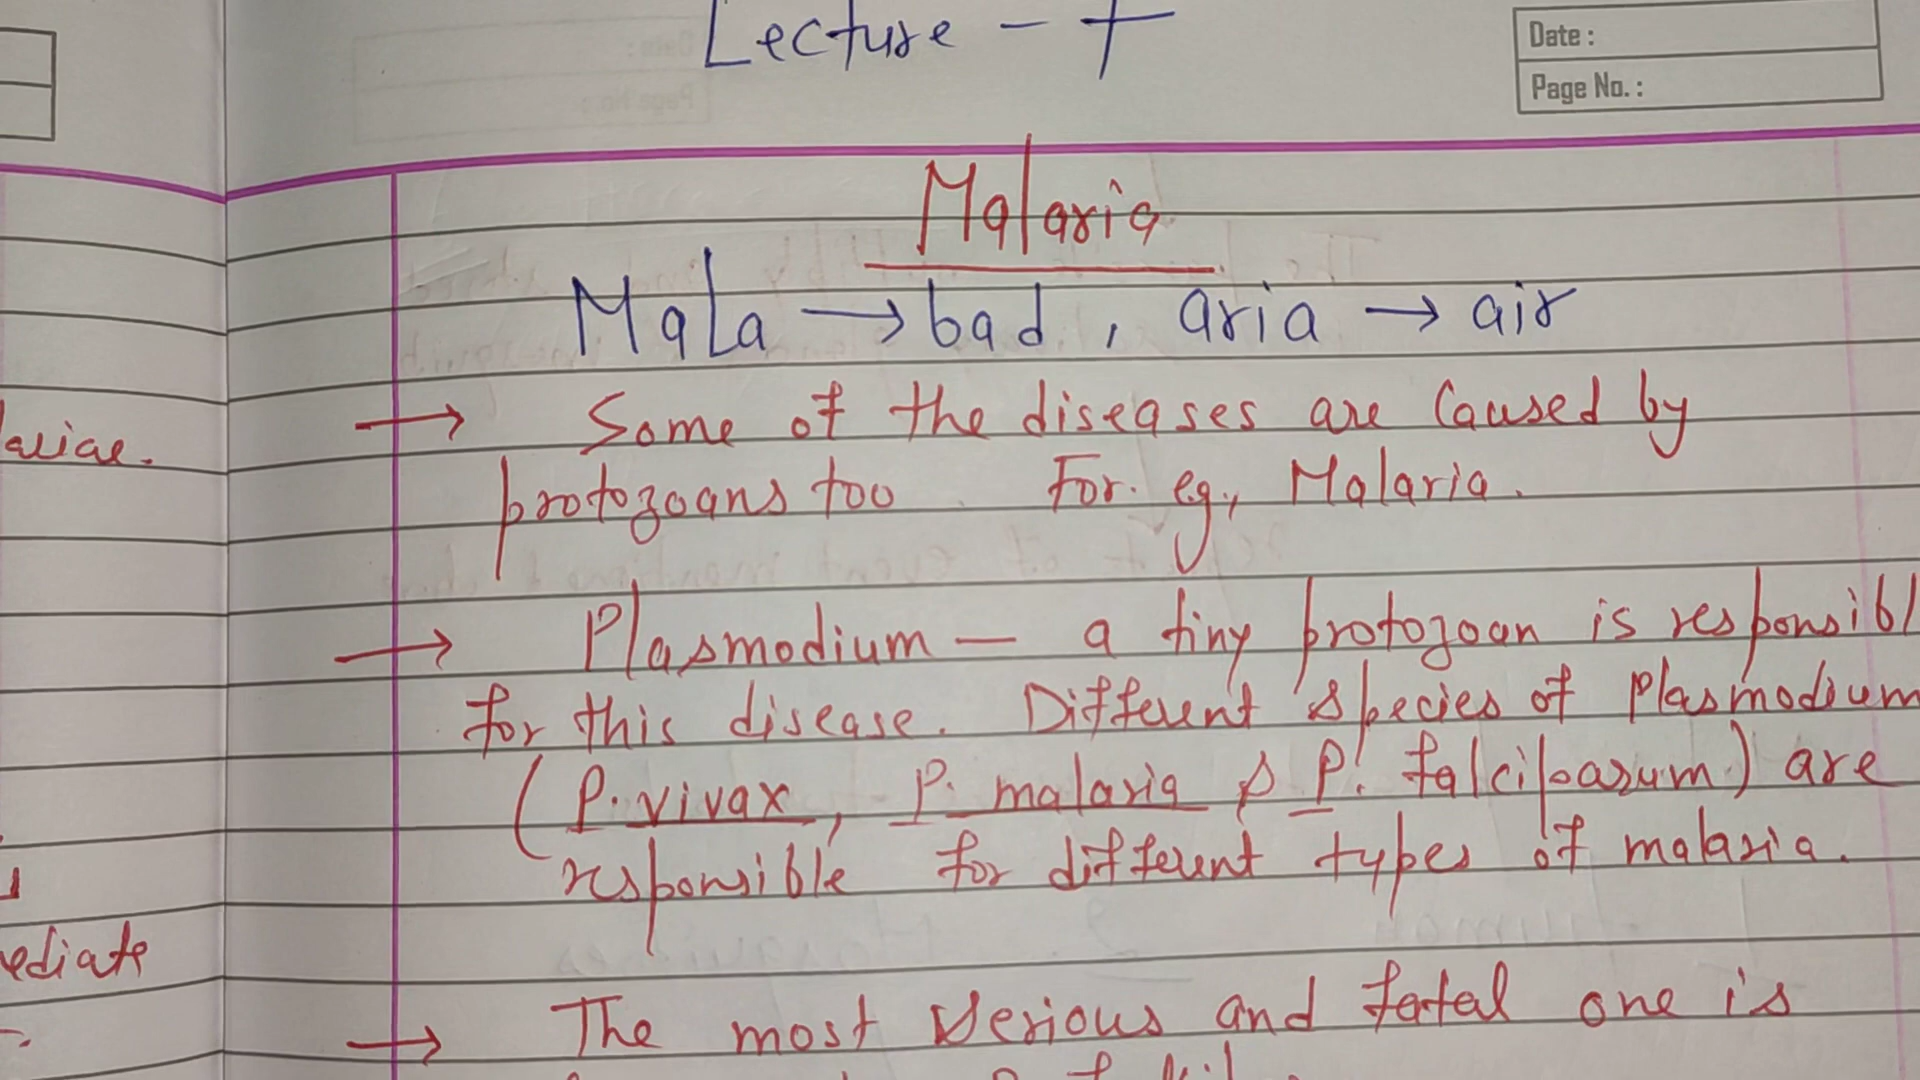 Lecture - 7
Date :
Page No. :
Malaria
Mala → bad , aria → air
→ Some of the diseases are caused by
protozoans too. For. eg., Malaria.
→ Plasmodium — a tiny protozoan is responsibl
for this disease. Different species of Plasmodium
(P. vivax, P. malaria & P. falciparum) are
responsible for different types of malaria.
→ The most serious and fatal one is
ediate